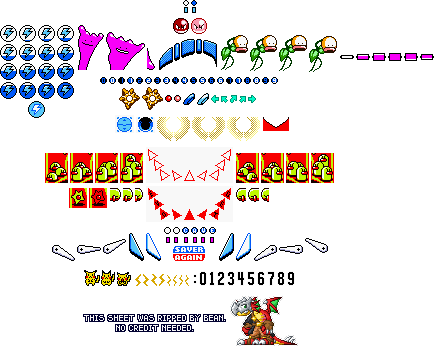 SAVER
AGAIN
:0123456789
THIS SHEET WAS RIPPED BY BEAN.
NO CREDIT NEEDED.